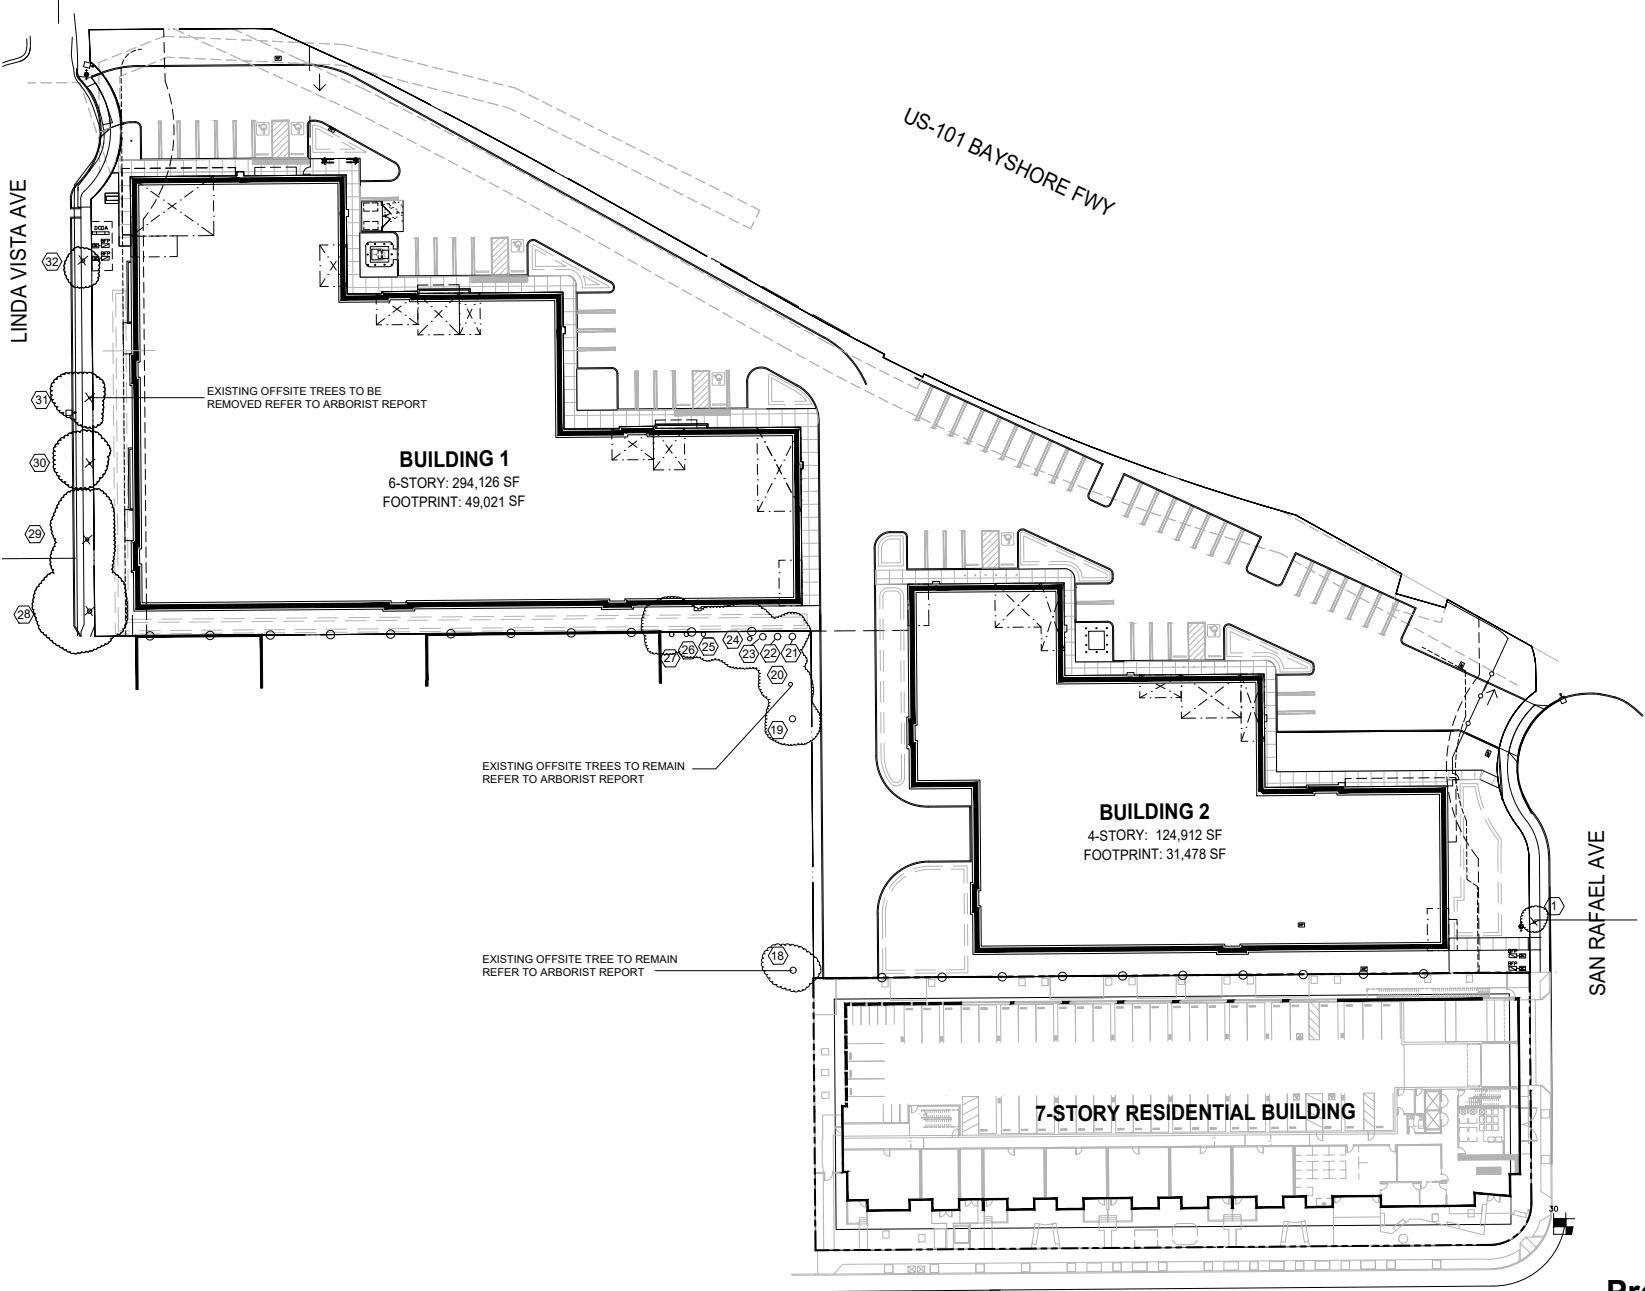 US-101 BAYSHORE FWY
LINDA VISTA AVE
DCDA
32
31
30
29
28
EXISTING OFFSITE TREES TO BE
REMOVED REFER TO ARBORIST REPORT
BUILDING 1
6-STORY: 294,126 SF
FOOTPRINT: 49,021 SF
27
26
25
24
23
22
21
20
19
EXISTING OFFSITE TREES TO REMAIN
REFER TO ARBORIST REPORT
BUILDING 2
4-STORY: 124,912 SF
FOOTPRINT: 31,478 SF
1
SAN RAFAEL AVE
18
EXISTING OFFSITE TREE TO REMAIN
REFER TO ARBORIST REPORT
7-STORY RESIDENTIAL BUILDING
30